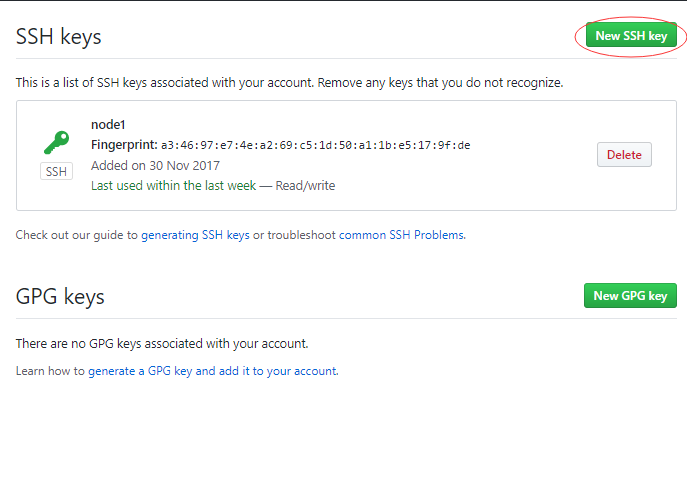 SSH keys
New SSH key
This is a list of SSH keys associated with your account. Remove any keys that you do not recognize.
node1
Fingerprint: a3:46:97:e7:4e:a2:69:c5:1d:50:a1:1b:e5:17:9f:de
Added on 30 Nov 2017
Last used within the last week — Read/write
SSH
Delete
Check out our guide to generating SSH keys or troubleshoot common SSH Problems.
GPG keys
New GPG key
There are no GPG keys associated with your account.
Learn how to generate a GPG key and add it to your account.